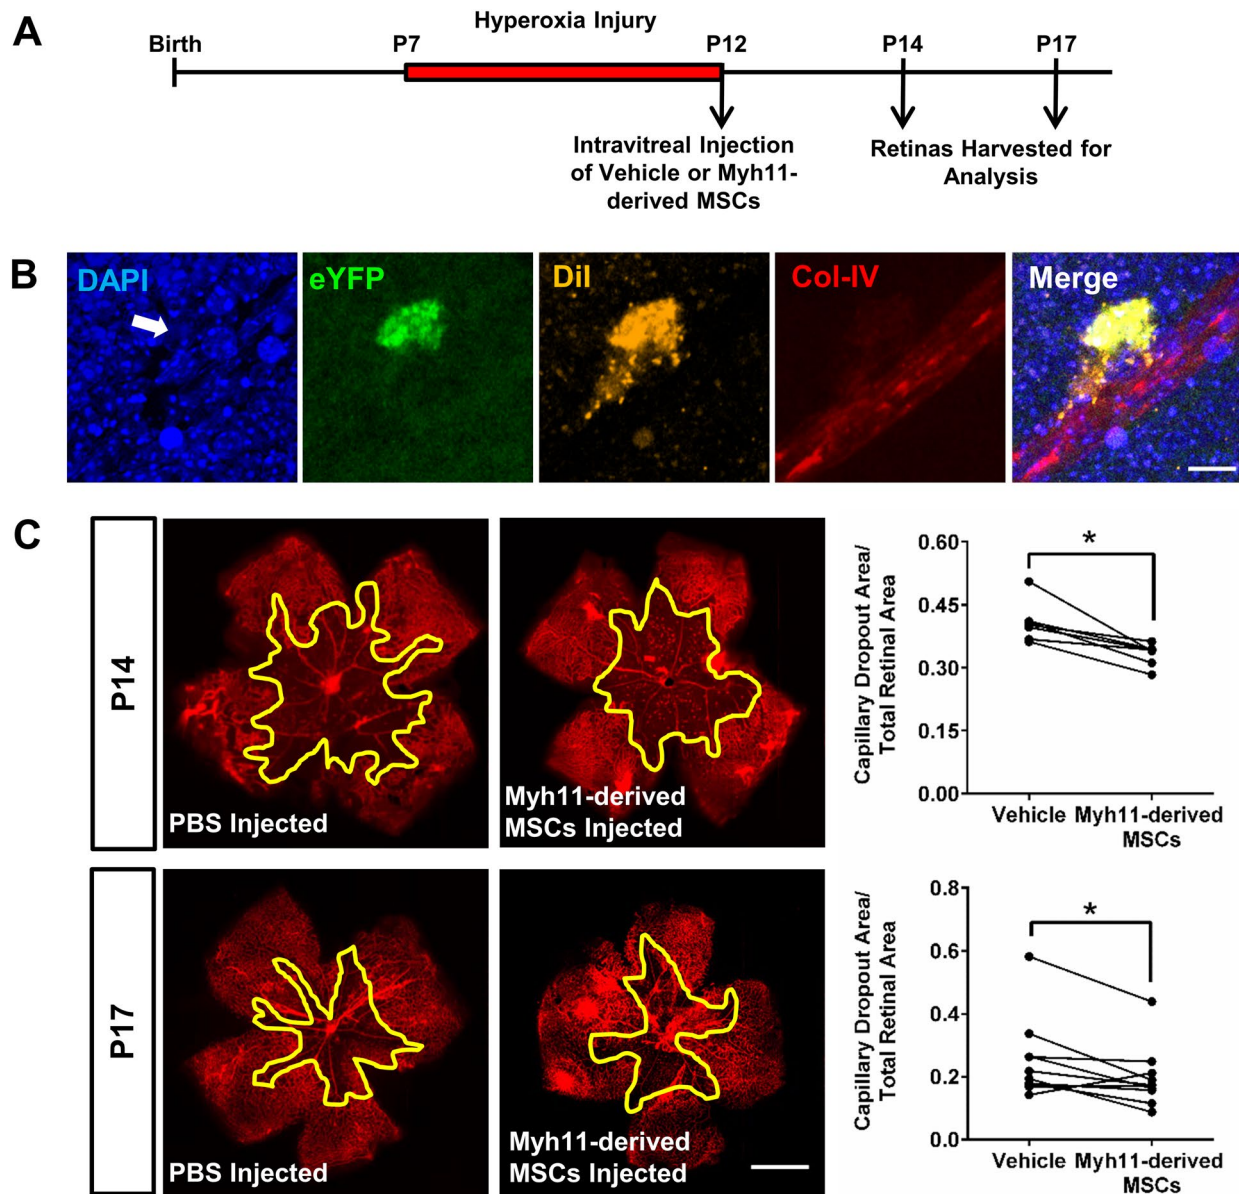 A
Hyperoxia Injury
Birth
P7
P12
P14
P17
Intravitreal Injection
of Vehicle or Myh11-
derived MSCs
Retinas Harvested for
Analysis
B
DAPI
eYFP
DiI
Col-IV
Merge
C
P14
PBS Injected
Myh11-derived
MSCs Injected
Capillary Dropout Area/
Total Retinal Area
0.60
0.45
0.30
0.15
0.00
*
Vehicle
Myh11-derived
MSCs
P17
PBS Injected
Myh11-derived
MSCs Injected
Capillary Dropout Area/
Total Retinal Area
0.8
0.6
0.4
0.2
0.0
*
Vehicle
Myh11-derived
MSCs